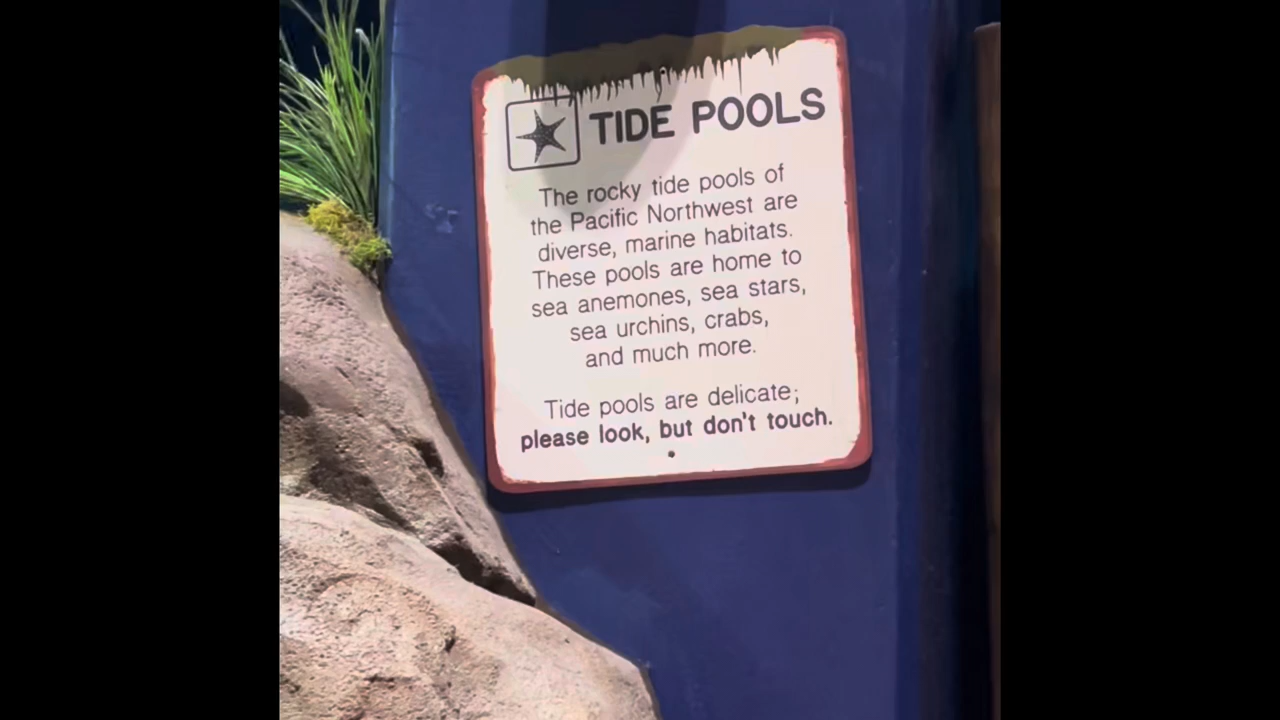 TIDE POOLS
The rocky tide pools of
the Pacific Northwest are
diverse, marine habitats.
These pools are home to
sea anemones, sea stars,
sea urchins, crabs,
and much more.
Tide pools are delicate;
please look, but don't touch.